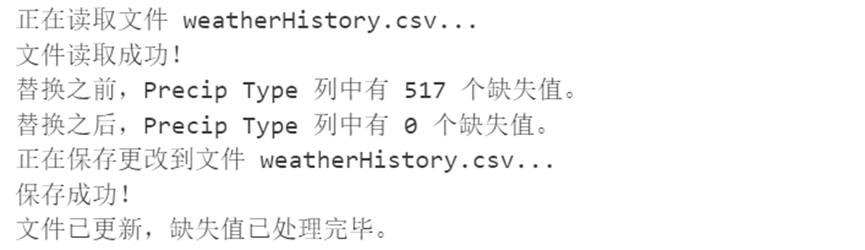 正在读取文件 weatherHistory.csv...
文件读取成功！
替换之前，Precip Type 列中有 517 个缺失值。
替换之后，Precip Type 列中有 0 个缺失值。
正在保存更改到文件 weatherHistory.csv...
保存成功！
文件已更新，缺失值已处理完毕。